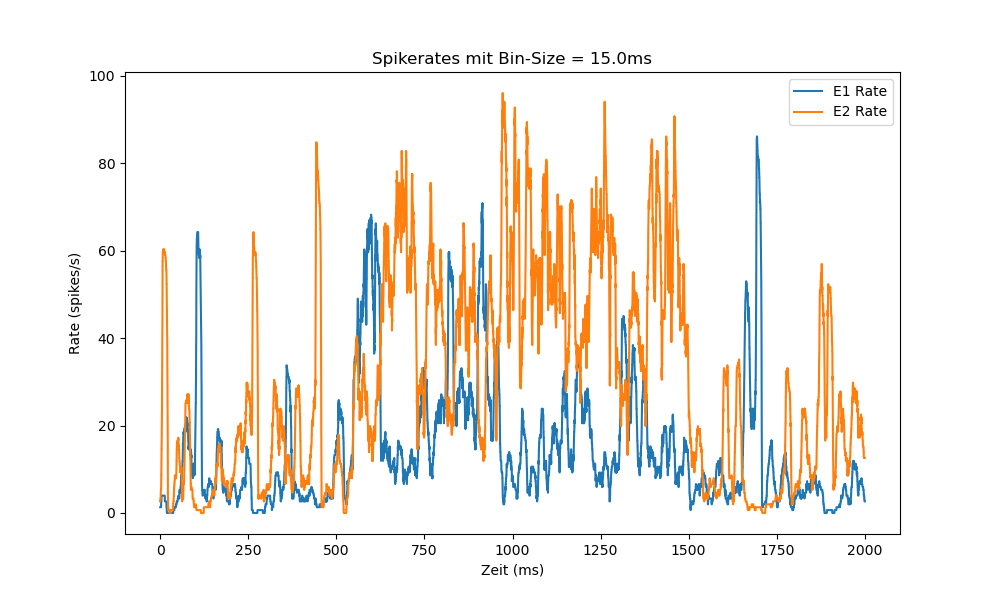 Spikerates mit Bin-Size = 15.0ms
E1 Rate
E2 Rate
Rate (spikes/s)
100
80
60
40
20
0
0 250 500 750 1000 1250 1500 1750 2000
Zeit (ms)